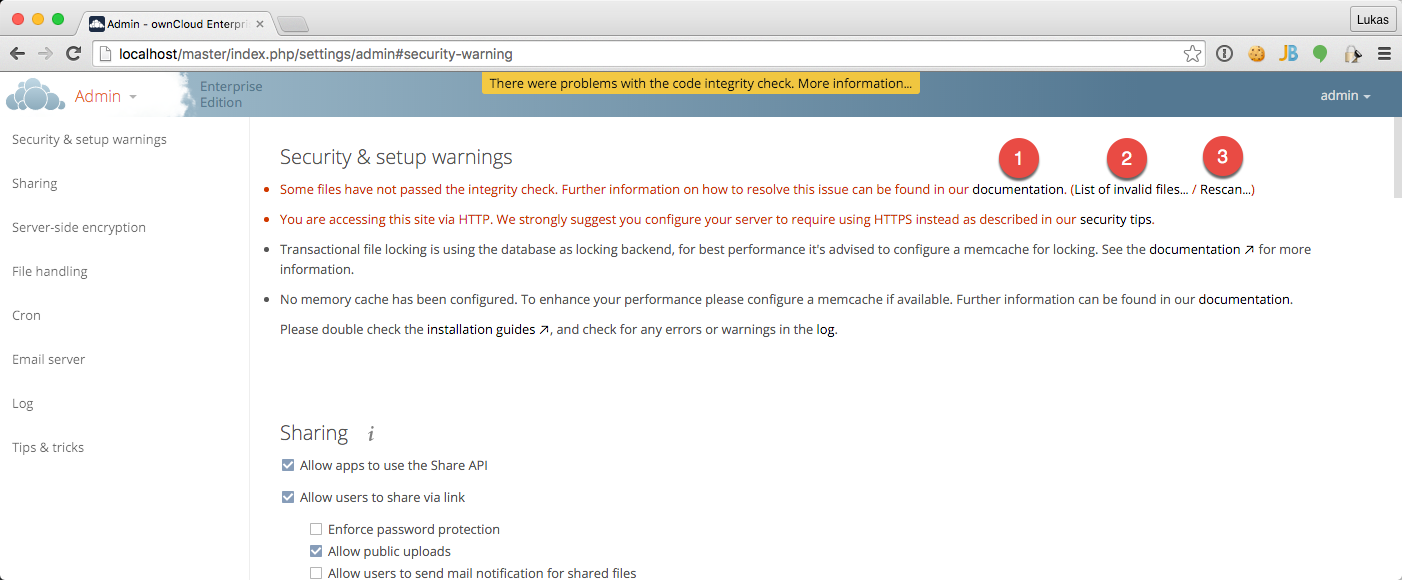 Admin - ownCloud Enterpri
Lukas
localhost/master/index.php/settings/admin#security-warning
JB
Admin
Enterprise
Edition
There were problems with the code integrity check. More information...
admin
Security & setup warnings
Sharing
Server-side encryption
File handling
Cron
Email server
Log
Tips & tricks
Security & setup warnings
1
2
3
Some files have not passed the integrity check. Further information on how to resolve this issue can be found in our documentation. (List of invalid files... / Rescan...)
You are accessing this site via HTTP. We strongly suggest you configure your server to require using HTTPS instead as described in our security tips.
Transactional file locking is using the database as locking backend, for best performance it's advised to configure a memcache for locking. See the documentation ↗ for more
information.
No memory cache has been configured. To enhance your performance please configure a memcache if available. Further information can be found in our documentation.
Please double check the installation guides ↗, and check for any errors or warnings in the log.
Sharing i
Allow apps to use the Share API
Allow users to share via link
Enforce password protection
Allow public uploads
Allow users to send mail notification for shared files